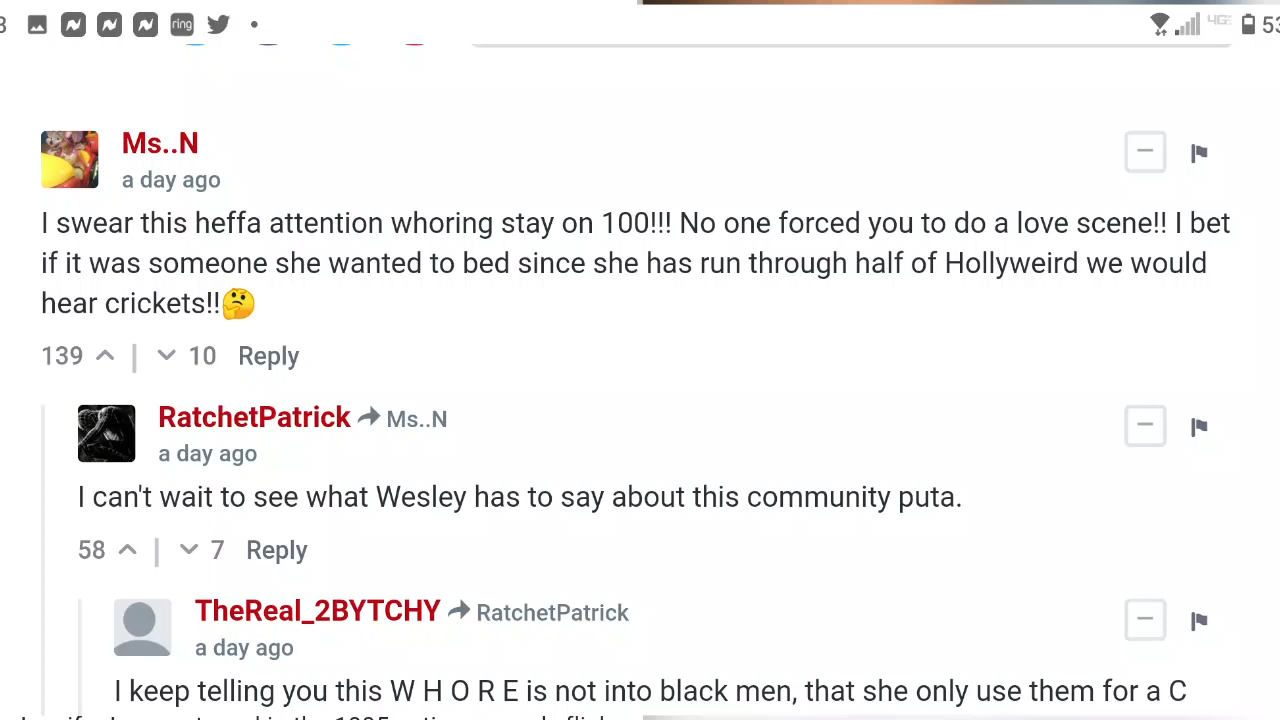 ring 4GE 53
Ms..N
a day ago
I swear this heffa attention whoring stay on 100!!! No one forced you to do a love scene!! I bet
if it was someone she wanted to bed since she has run through half of Hollyweird we would
hear crickets!!🤔
139 | 10 Reply
RatchetPatrick Ms..N
a day ago
I can't wait to see what Wesley has to say about this community puta.
58 | 7 Reply
TheReal_2BYTCHY RatchetPatrick
a day ago
I keep telling you this W H O R E is not into black men, that she only use them for a C